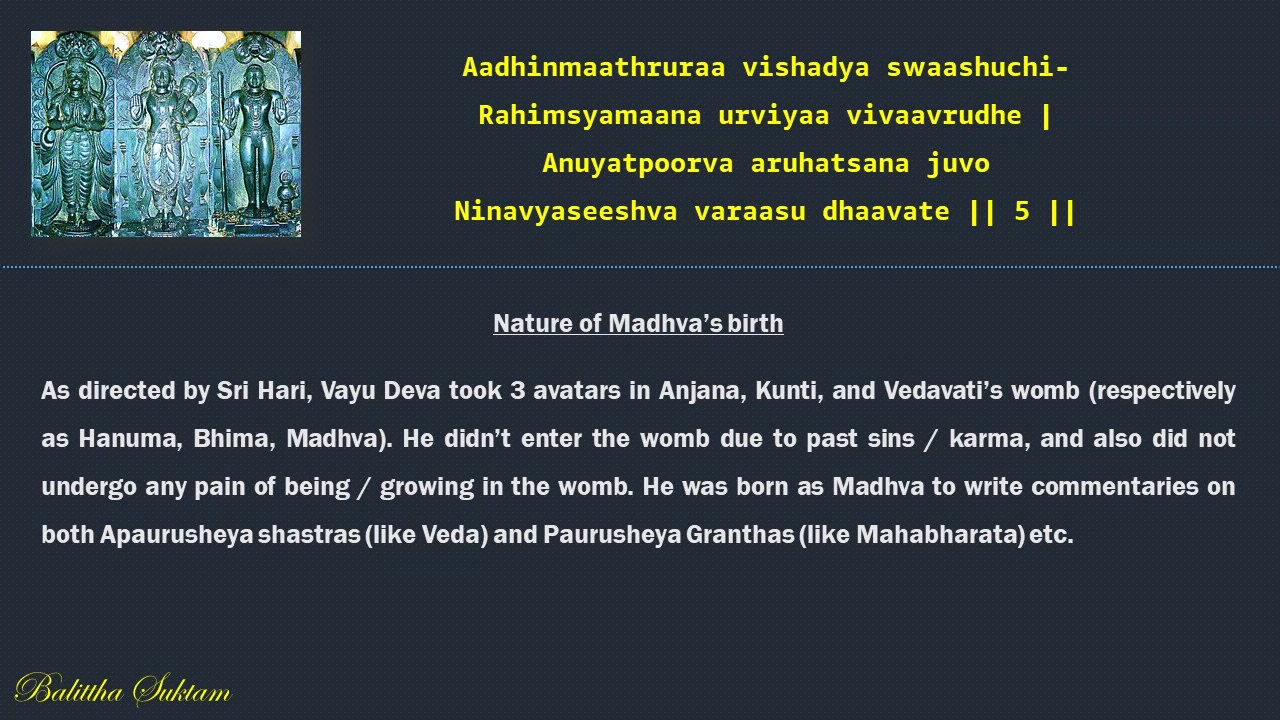 Aadhinmaathruraa vishadya swaashuchi-
Rahimsyamaana urviyaa vivaavrudhe |
Anuyatpoorva aruhatsana juvo
Ninavyaseeshva varaasu dhaavate || 5 ||
Nature of Madhva’s birth
As directed by Sri Hari, Vayu Deva took 3 avatars in Anjana, Kunti, and Vedavati’s womb (respectively
as Hanuma, Bhima, Madhva). He didn’t enter the womb due to past sins / karma, and also did not
undergo any pain of being / growing in the womb. He was born as Madhva to write commentaries on
both Apaurusheya shastras (like Veda) and Paurusheya Granthas (like Mahabharata) etc.
Balittha Suktam